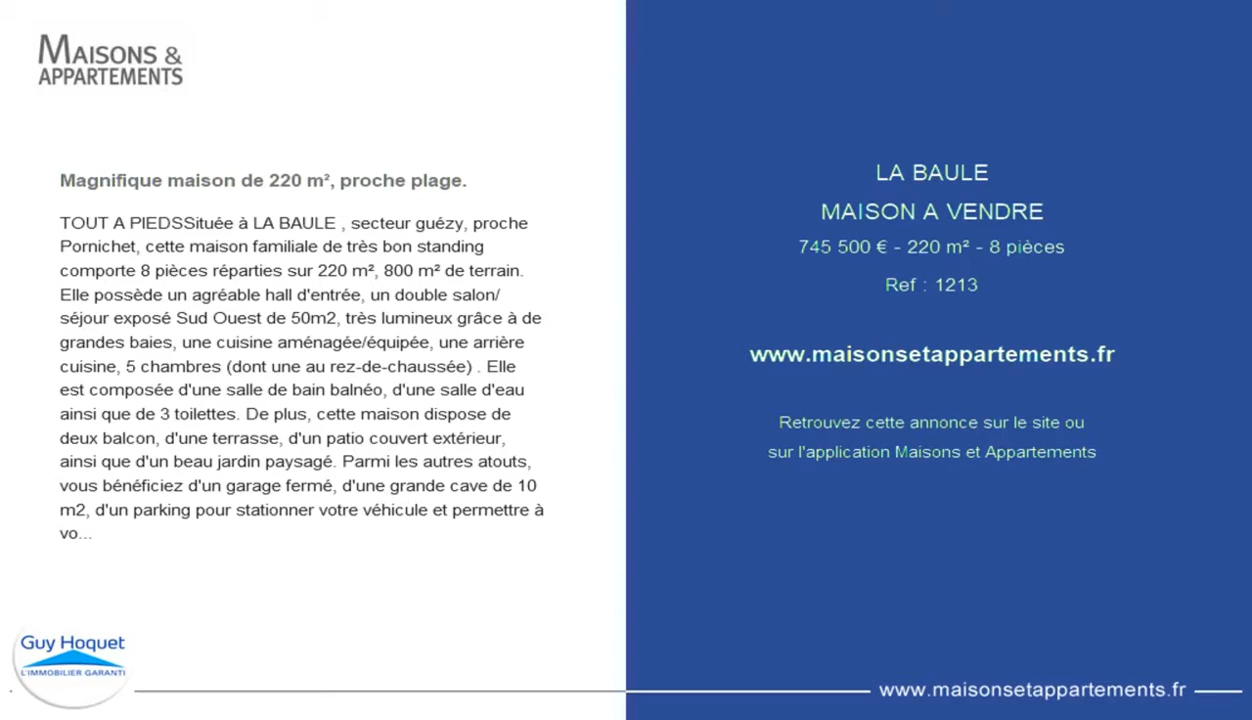 MAISONS &
APPARTEMENTS
Magnifique maison de 220 m², proche plage.
TOUT A PIEDSSituée à LA BAULE , secteur guézy, proche
Pornichet, cette maison familiale de très bon standing
comporte 8 pièces réparties sur 220 m², 800 m² de terrain.
Elle possède un agréable hall d'entrée, un double salon/
séjour exposé Sud Ouest de 50m2, très lumineux grâce à de
grandes baies, une cuisine aménagée/équipée, une arrière
cuisine, 5 chambres (dont une au rez-de-chaussée) . Elle
est composée d'une salle de bain balnéo, d'une salle d'eau
ainsi que de 3 toilettes. De plus, cette maison dispose de
deux balcon, d'une terrasse, d'un patio couvert extérieur,
ainsi que d'un beau jardin paysagé. Parmi les autres atouts,
vous bénéficiez d'un garage fermé, d'une grande cave de 10
m2, d'un parking pour stationner votre véhicule et permettre à
vo...
Guy Hoquet
L'IMMOBILIER GARANTI
LA BAULE
MAISON A VENDRE
745 500 € - 220 m² - 8 pièces
Ref : 1213
www.maisonsetappartements.fr
Retrouvez cette annonce sur le site ou
sur l'application Maisons et Appartements
www.maisonsetappartements.fr